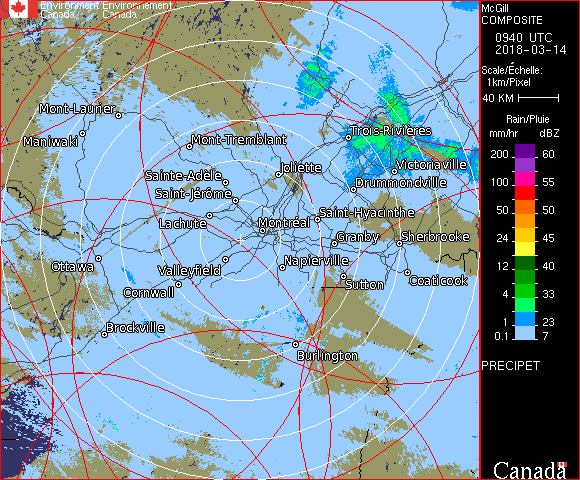 Environment Environnement
Canada Canada
Mont-Laurier
Maniwaki
Mont-Tremblant
Trois-Rivières
Joliette
Victoriaville
Sainte-Adèle
Drummondville
Saint-Jérôme
Saint-Hyacinthe
Lachute
Montréal
Granby
Sherbrooke
Ottawa
Valleyfield
Napierville
Sutton
Coaticook
Cornwall
Brockville
Burlington
McGill
COMPOSITE
0940 UTC
2018-03-14
Scale/Échelle:
1km/Pixel
40 KM
Rain/Pluie
mm/hr dBZ
200 60
100 55
50 50
24 45
12 40
4 33
1 23
0.1 7
PRECIPET
Canada